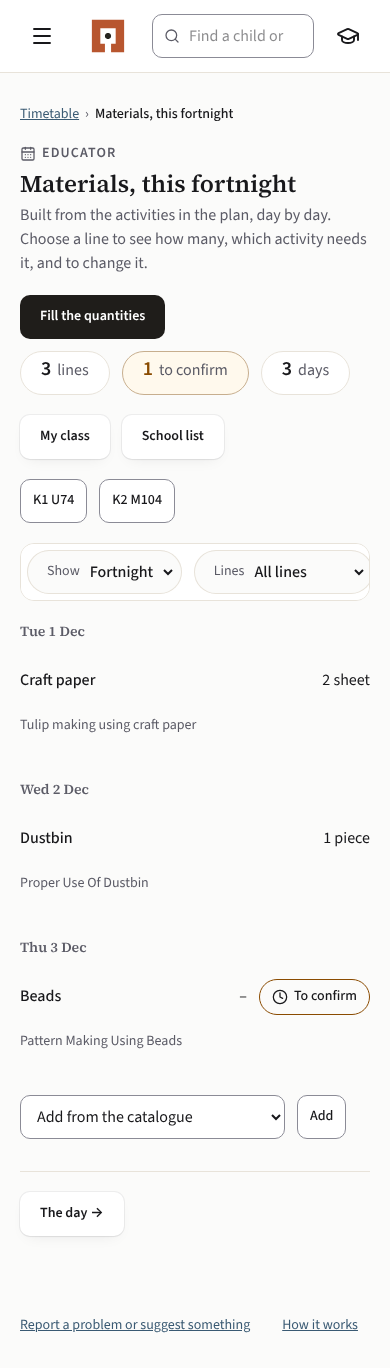 Find a child or
Timetable › Materials, this fortnight
EDUCATOR
Materials, this fortnight
Built from the activities in the plan, day by day.
Choose a line to see how many, which activity needs
it, and to change it.
Fill the quantities
3 lines 1 to confirm 3 days
My class School list
K1 U74 K2 M104
Show Fortnight Lines All lines
Tue 1 Dec
Craft paper 2 sheet
Tulip making using craft paper
Wed 2 Dec
Dustbin 1 piece
Proper Use Of Dustbin
Thu 3 Dec
Beads – To confirm
Pattern Making Using Beads
Add from the catalogue Add
The day →
Report a problem or suggest something How it works